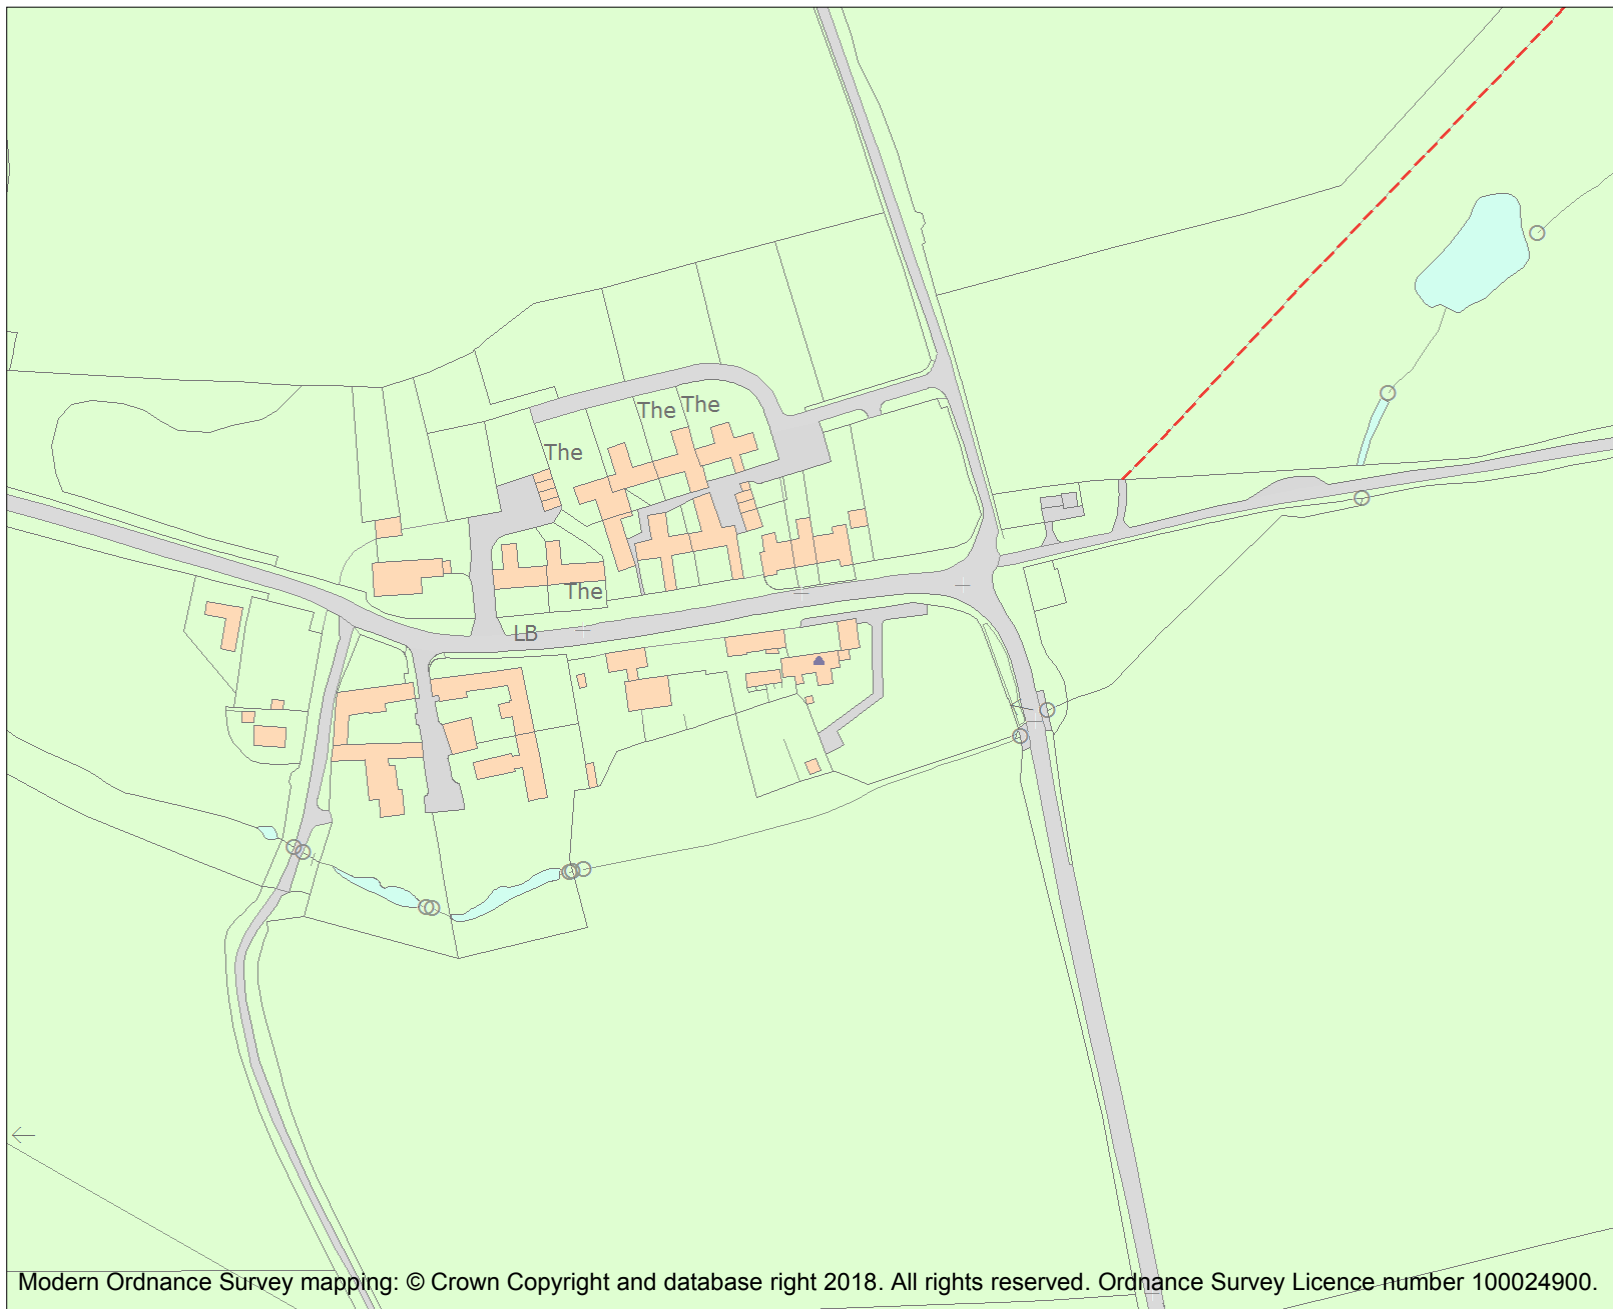 The The
The
The
LB
Modern Ordnance Survey mapping: © Crown Copyright and database right 2018. All rights reserved. Ordnance Survey Licence number 100024900.